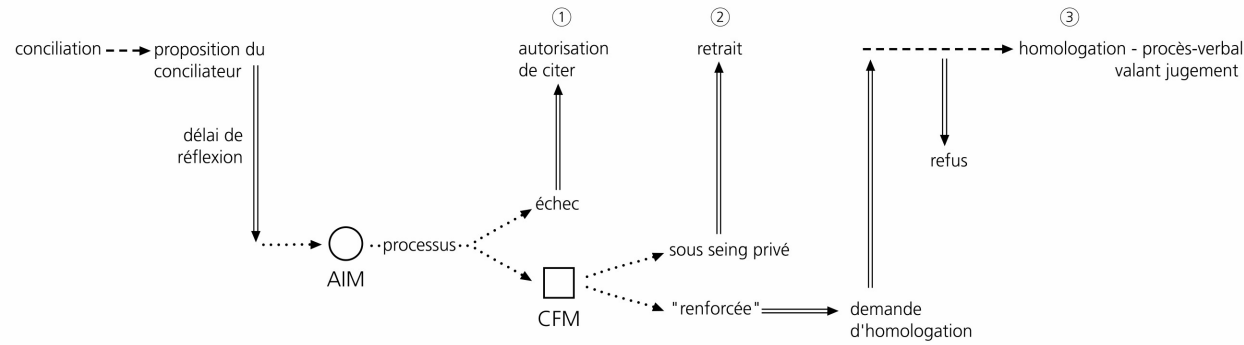 ①
②
③
conciliation
proposition du
conciliateur
autorisation
de citer
retrait
homologation - procès-verbal
valant jugement
délai de
réflexion
refus
échec
processus
AIM
sous seing privé
CFM
"renforcée"
demande
d'homologation